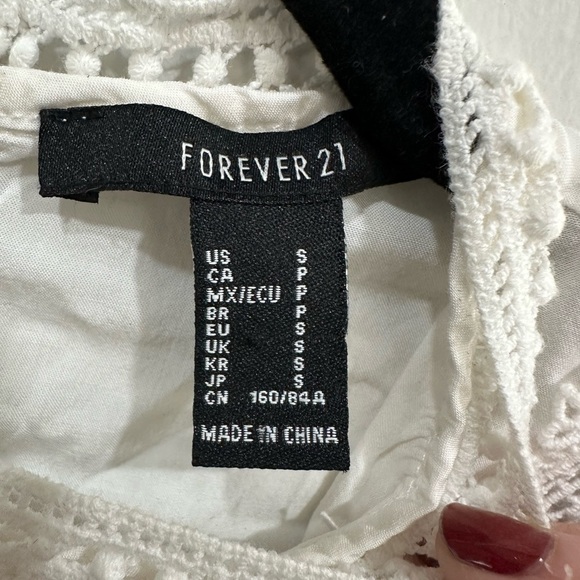 FOREVER 21
US S
CA P
MX/ECU P
BR P
EU S
UK S
KR S
JP S
CN 160/84A
MADE IN CHINA